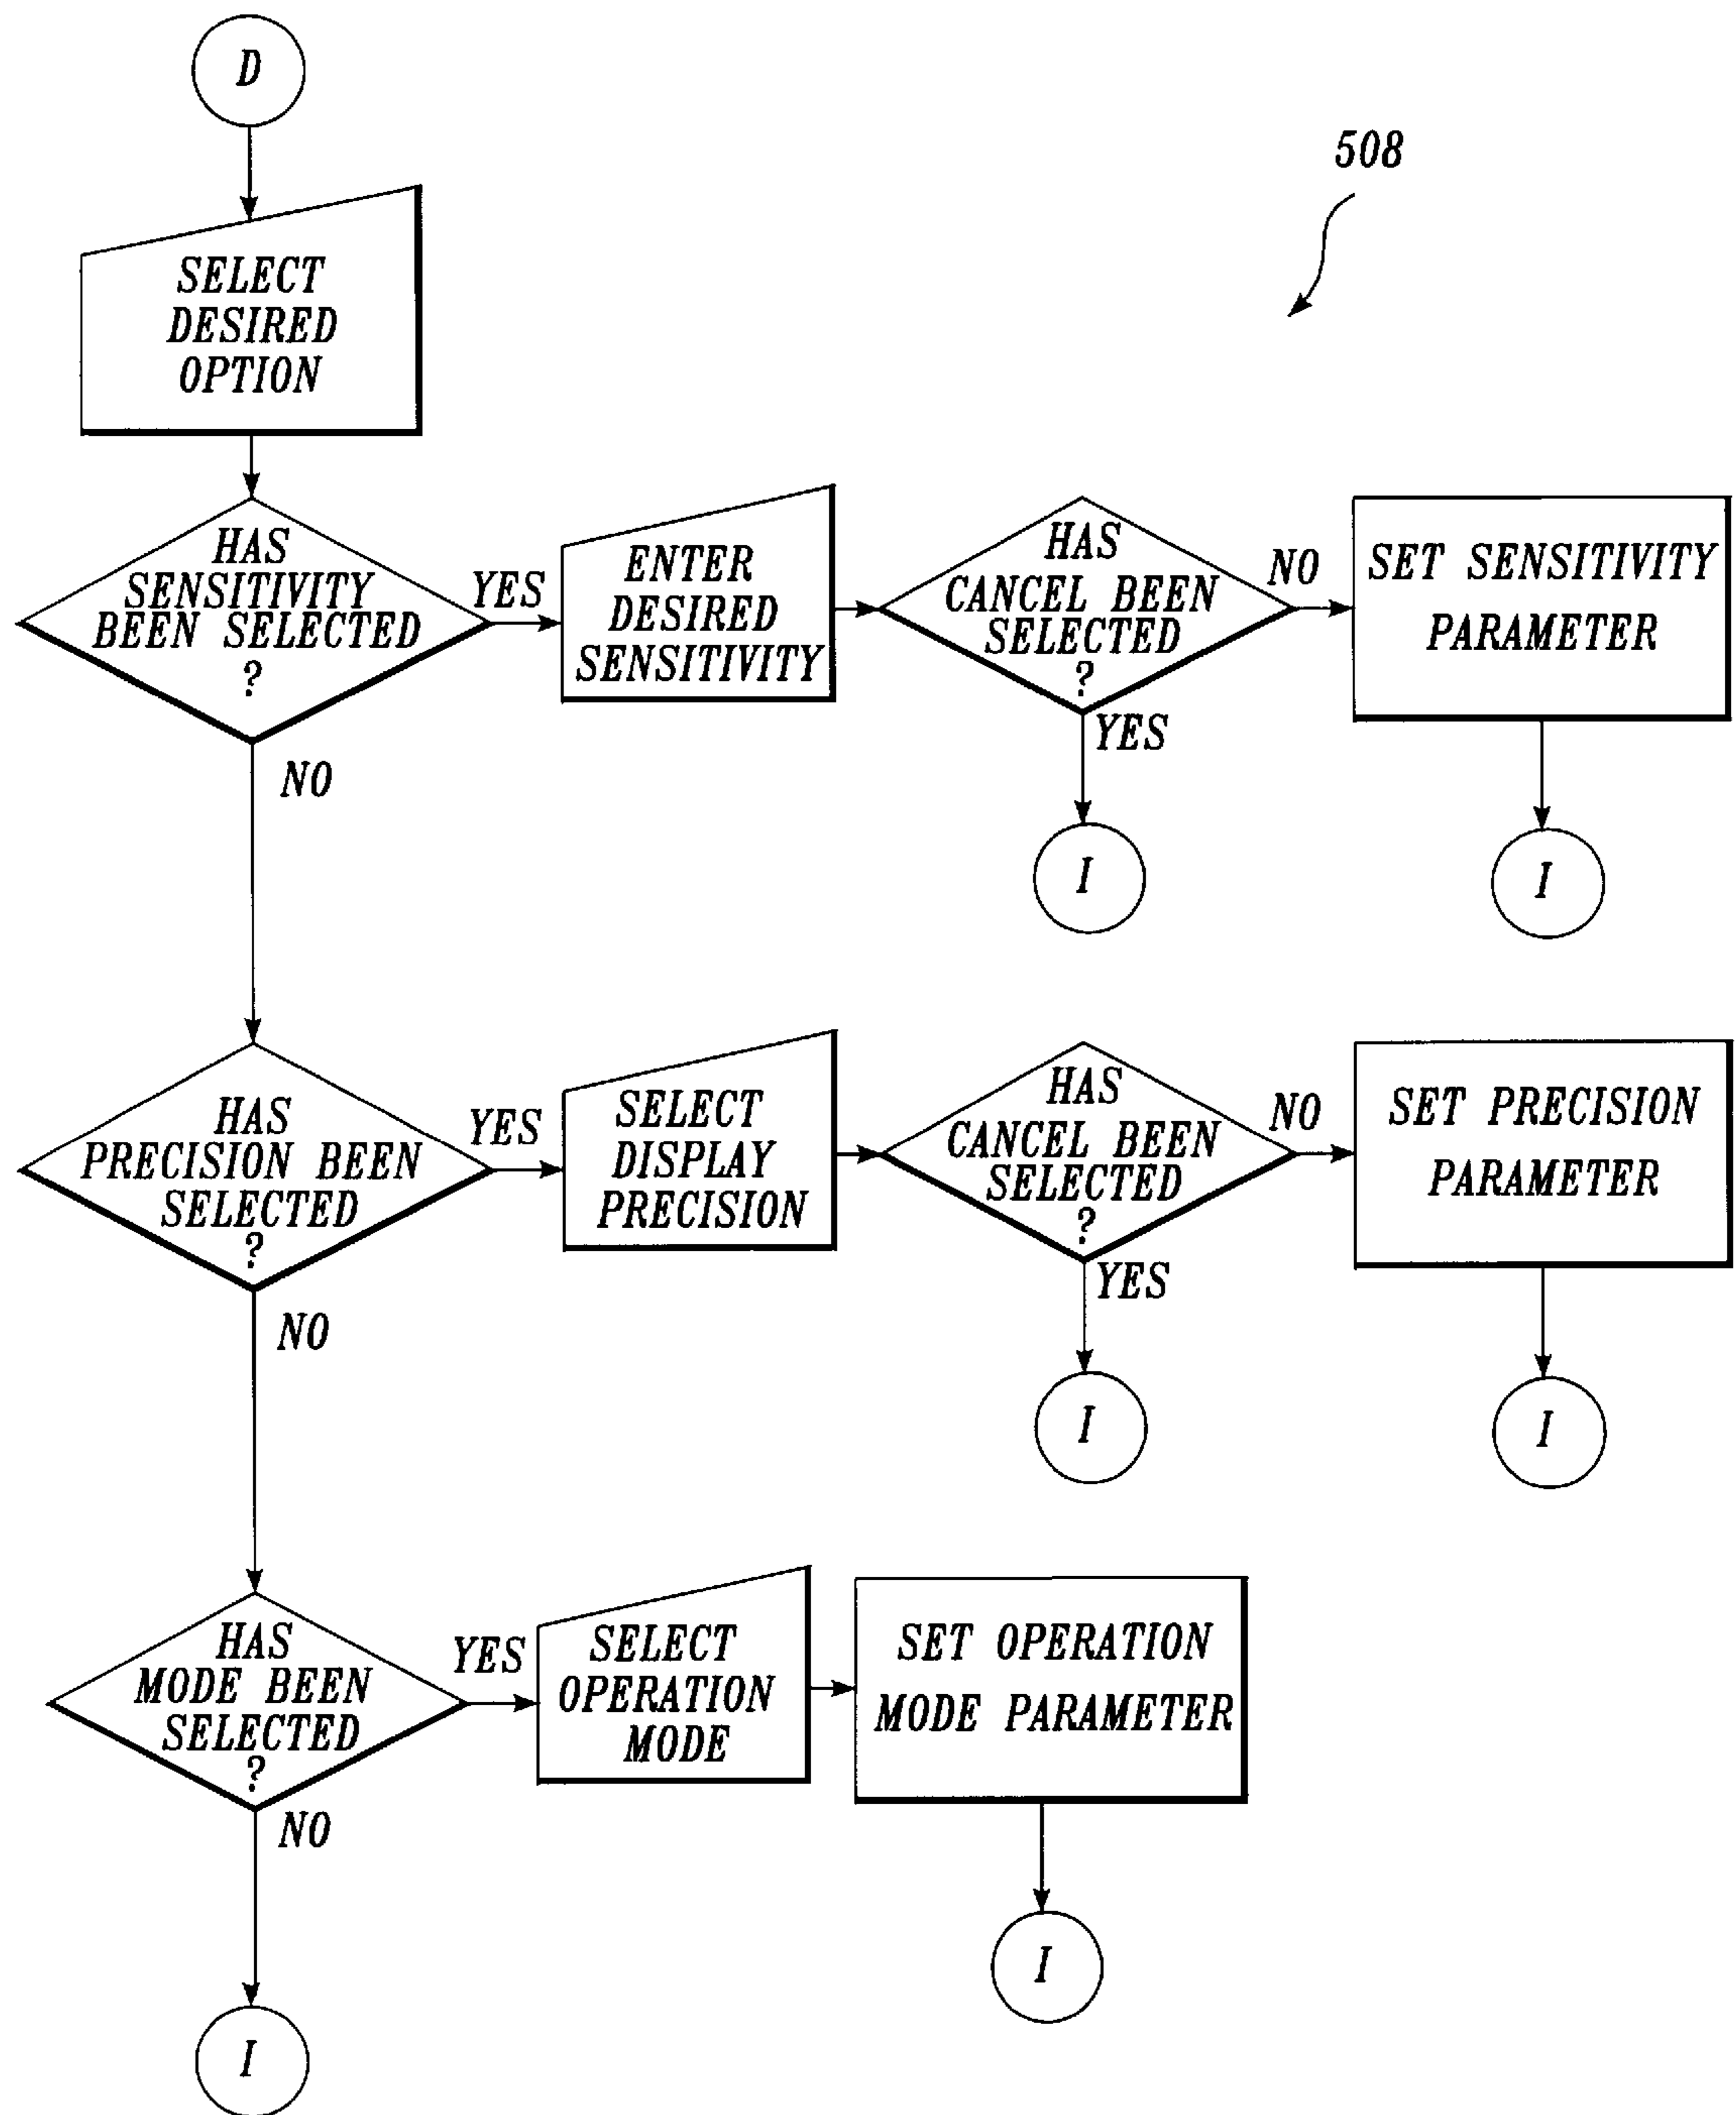 D
508
SELECT
DESIRED
OPTION
HAS
SENSITIVITY
BEEN SELECTED
?
YES
NO
ENTER
DESIRED
SENSITIVITY
HAS
CANCEL BEEN
SELECTED
?
NO
YES
SET SENSITIVITY
PARAMETER
I
I
HAS
PRECISION BEEN
SELECTED
?
YES
NO
SELECT
DISPLAY
PRECISION
HAS
CANCEL BEEN
SELECTED
?
NO
YES
SET PRECISION
PARAMETER
I
I
HAS
MODE BEEN
SELECTED
?
YES
NO
SELECT
OPERATION
MODE
SET OPERATION
MODE PARAMETER
I
I